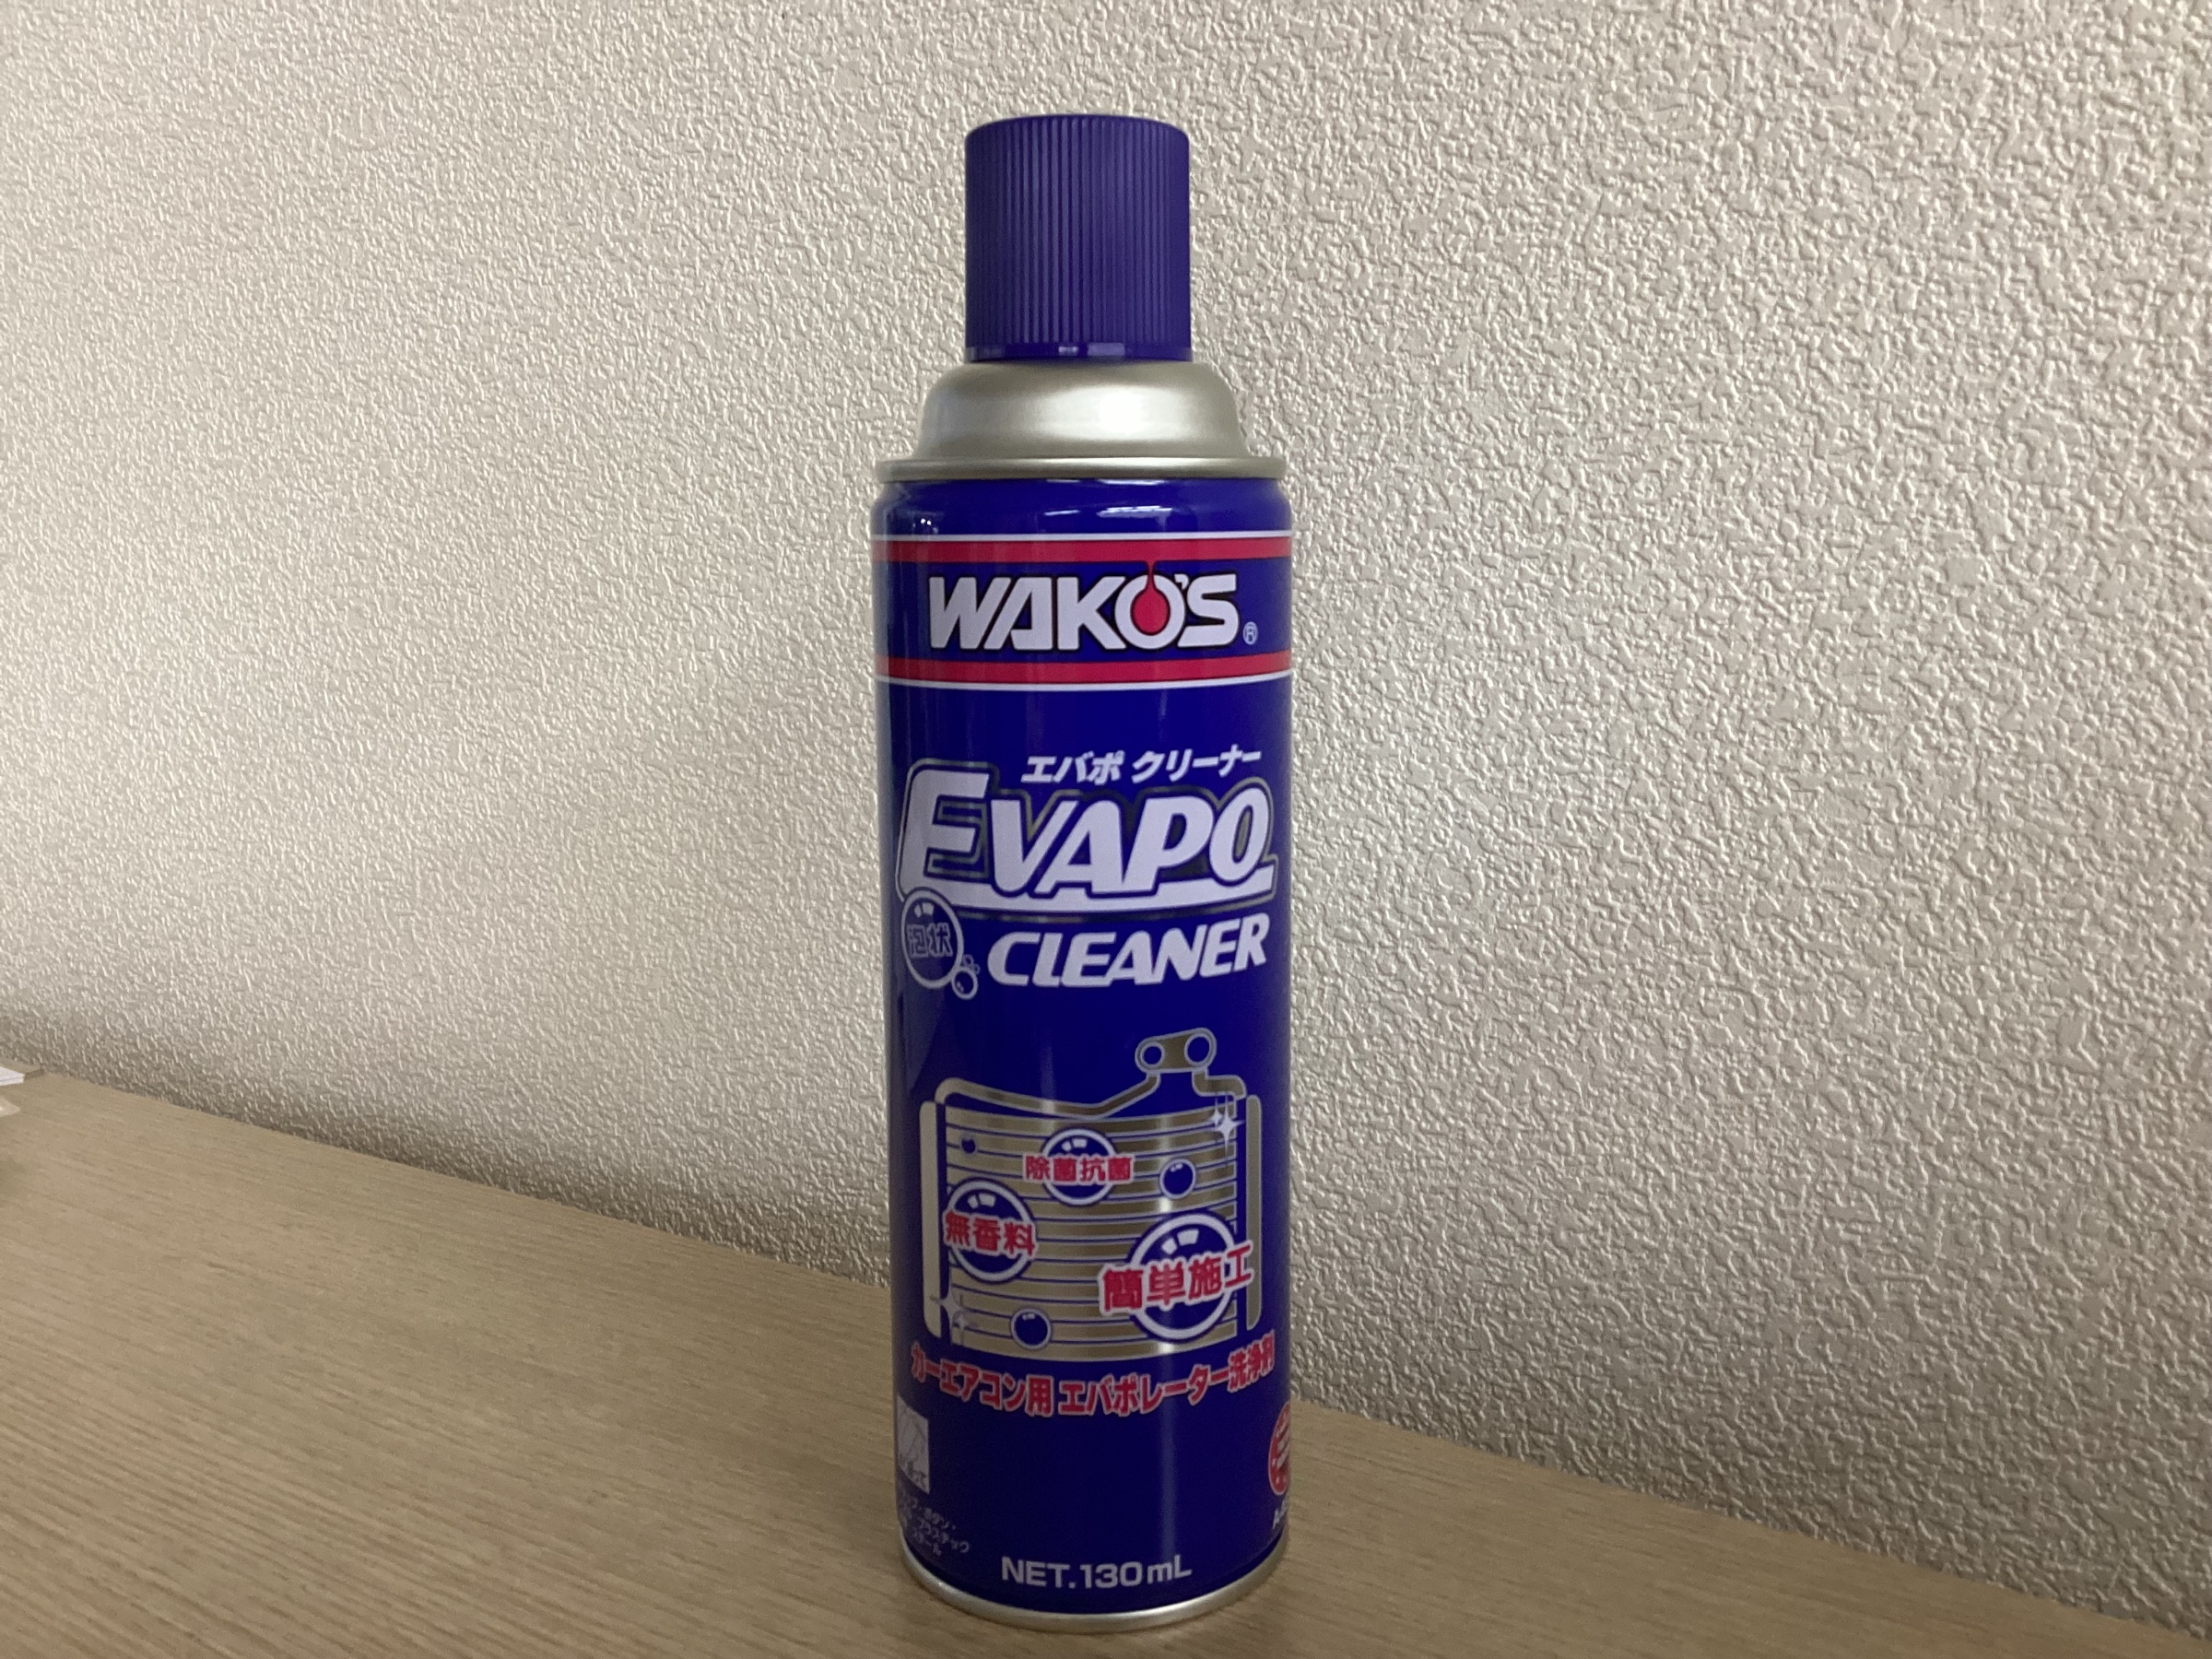 WAKO'S®
エバポ クリーナー
EVAPO
泡状
CLEANER
除菌抗菌
無香料
簡単施工
カーエアコン用 エバポレーター洗浄剤
NET.130mL